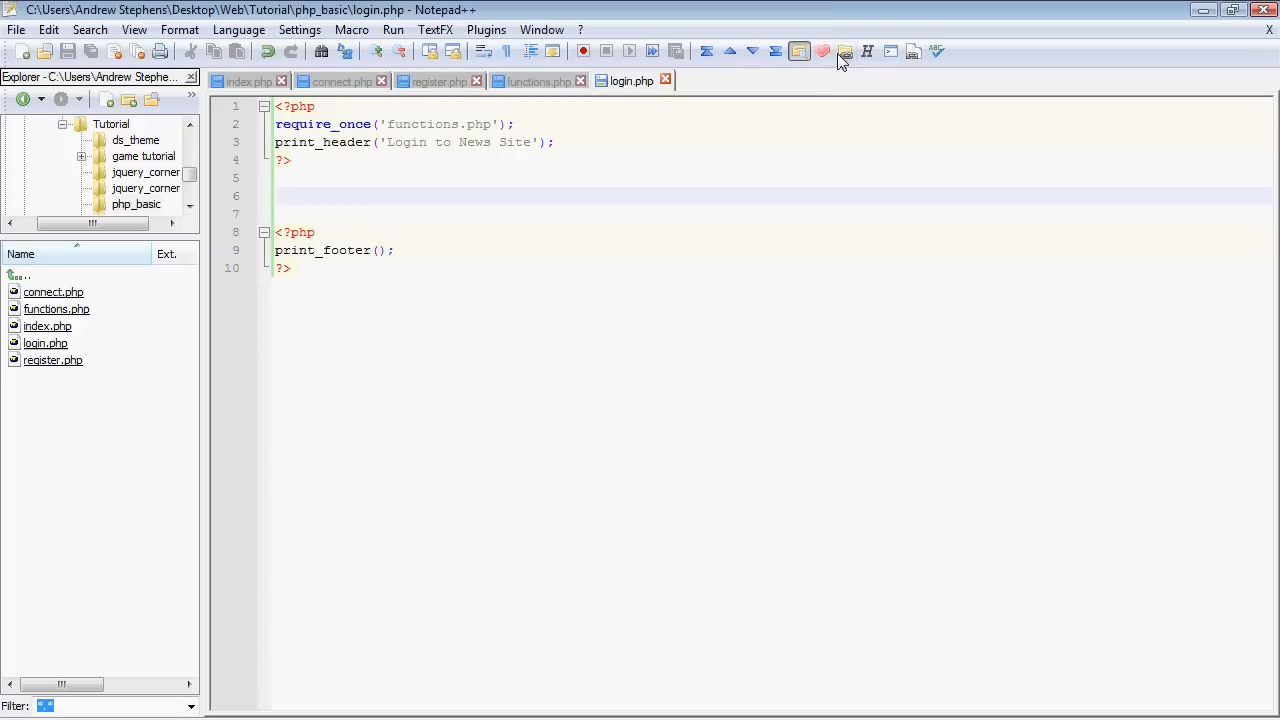 C:\Users\Andrew Stephens\Desktop\Web\Tutorial\php_basic\login.php - Notepad++
File Edit Search View Format Language Settings Macro Run TextFX Plugins Window ? X
Explorer - C:\Users\Andrew Stephe...
index.php connect.php register.php functions.php login.php
Tutorial
ds_theme
game tutorial
jquery_corner
jquery_corner
php_basic
Name Ext.
..
connect.php
functions.php
index.php
login.php
register.php
Filter: *.*
1 <?php
2 require_once('functions.php');
3 print_header('Login to News Site');
4 ?>
5
6
7
8 <?php
9 print_footer();
10 ?>